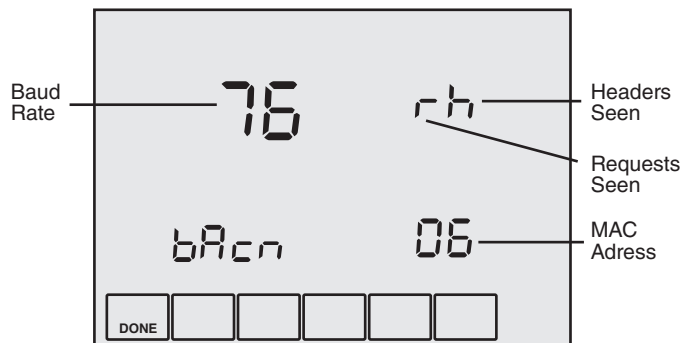 Baud
Rate
76
rh
Headers
Seen
Requests
Seen
bAcn
06
MAC
Adress
DONE